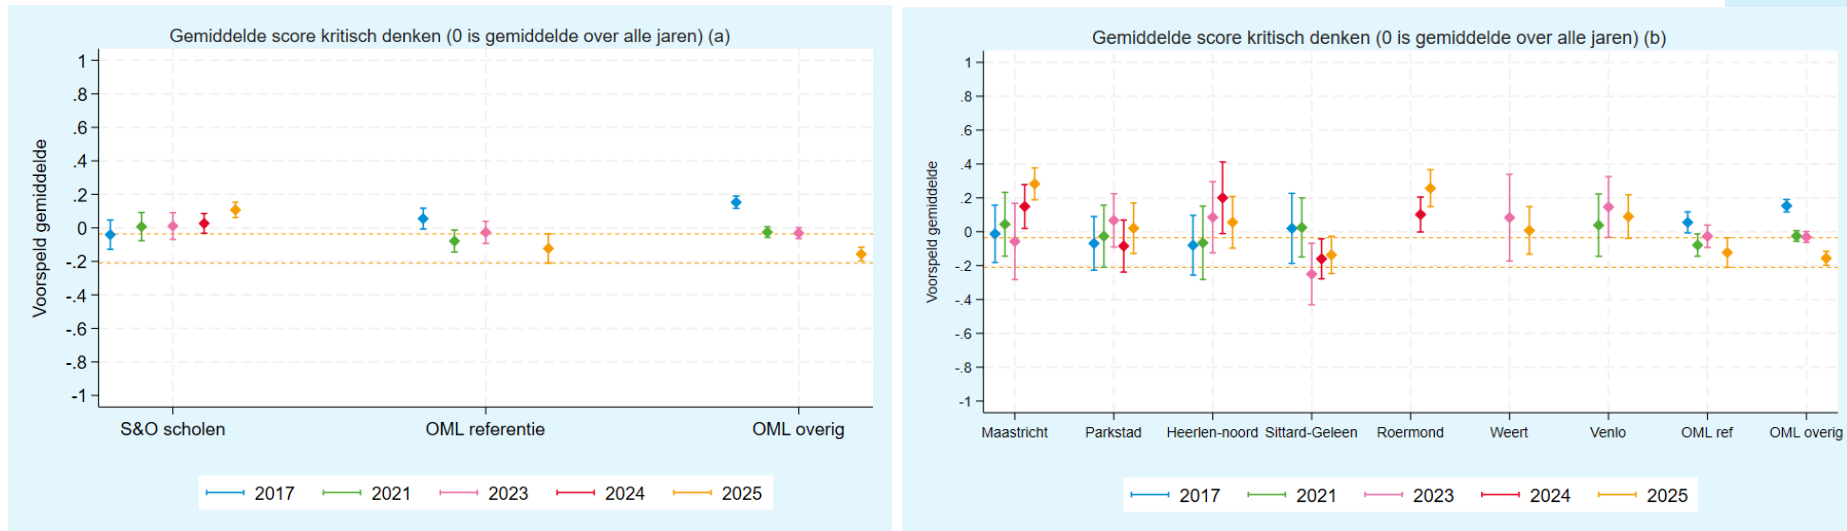 Gemiddelde score kritisch denken (0 is gemiddelde over alle jaren) (a)
Voorspeld gemiddelde
1
.8
.6
.4
.2
0
-.2
-.4
-.6
-.8
-1
S&O scholen OML referentie OML overig
2017 2021 2023 2024 2025
Gemiddelde score kritisch denken (0 is gemiddelde over alle jaren) (b)
Voorspeld gemiddelde
1
.8
.6
.4
.2
0
-.2
-.4
-.6
-.8
-1
Maastricht Parkstad Heerlen-noord Sittard-Geleen Roermond Weert Venlo OML ref OML overig
2017 2021 2023 2024 2025